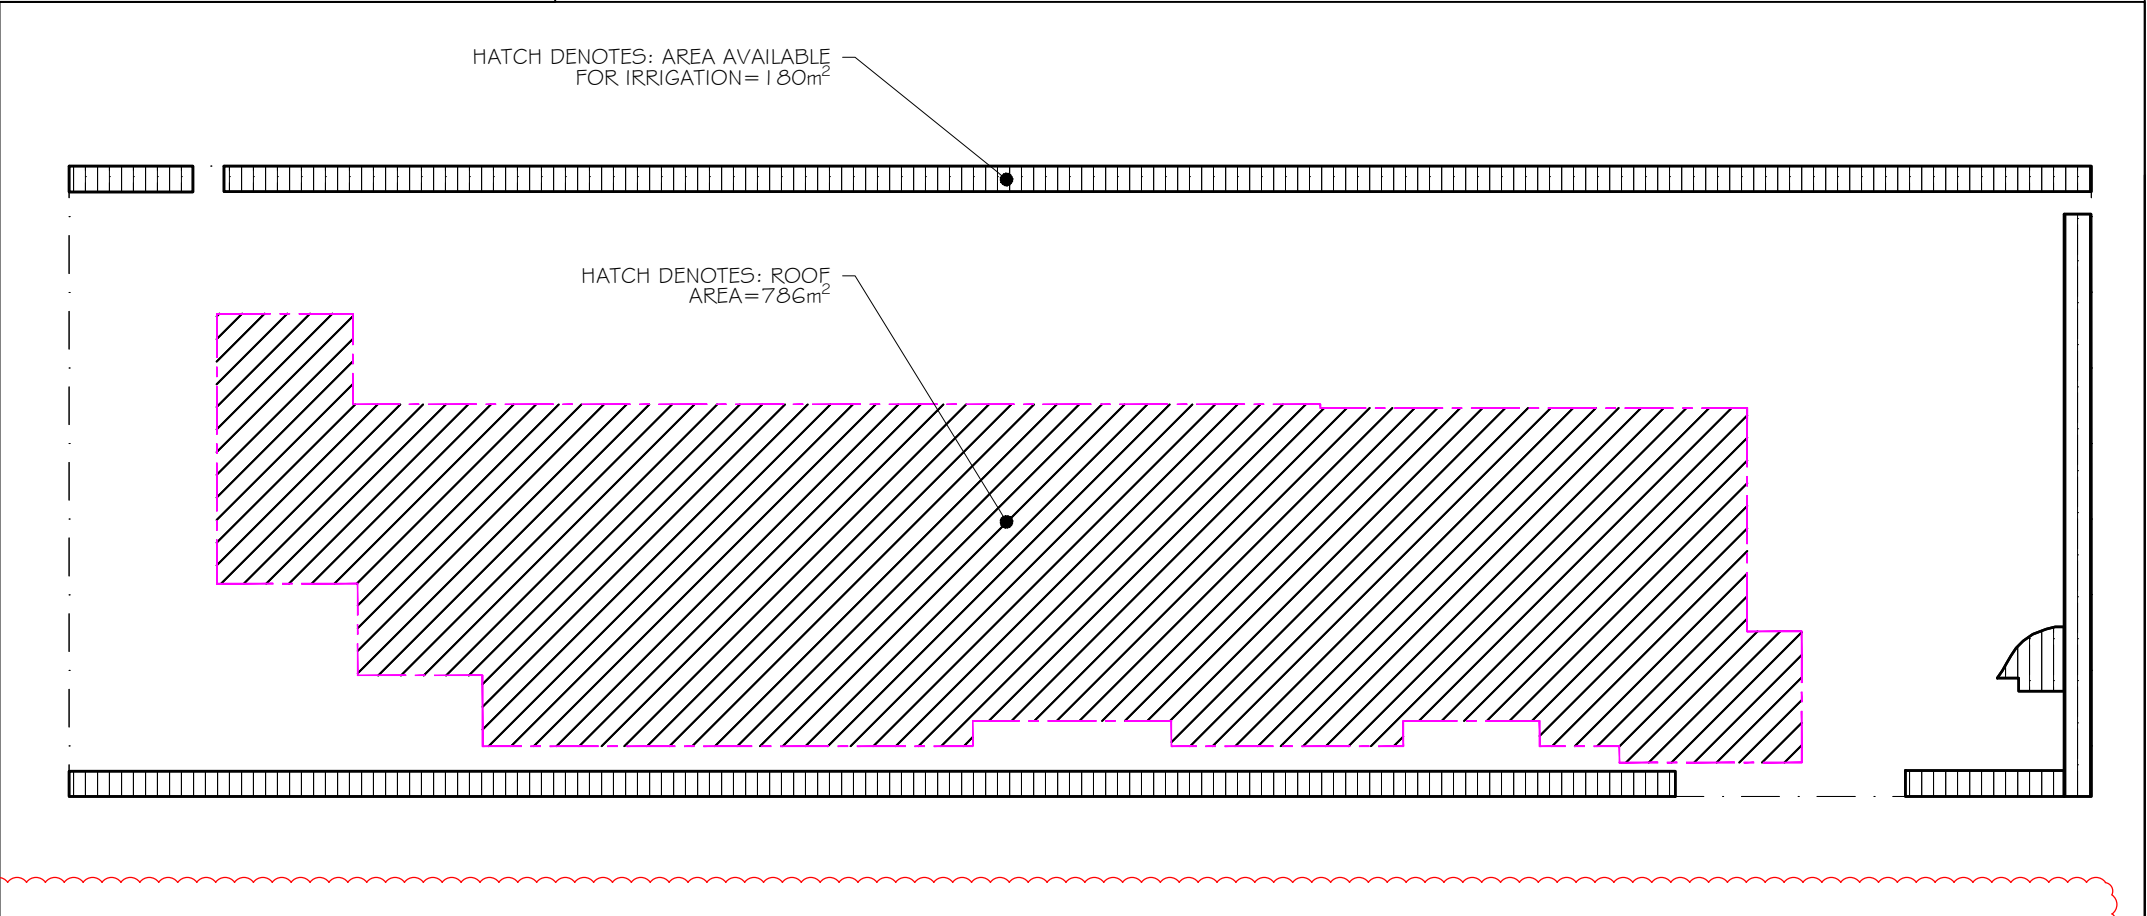 HATCH DENOTES: AREA AVAILABLE
FOR IRRIGATION=180m²
HATCH DENOTES: ROOF
AREA=786m²